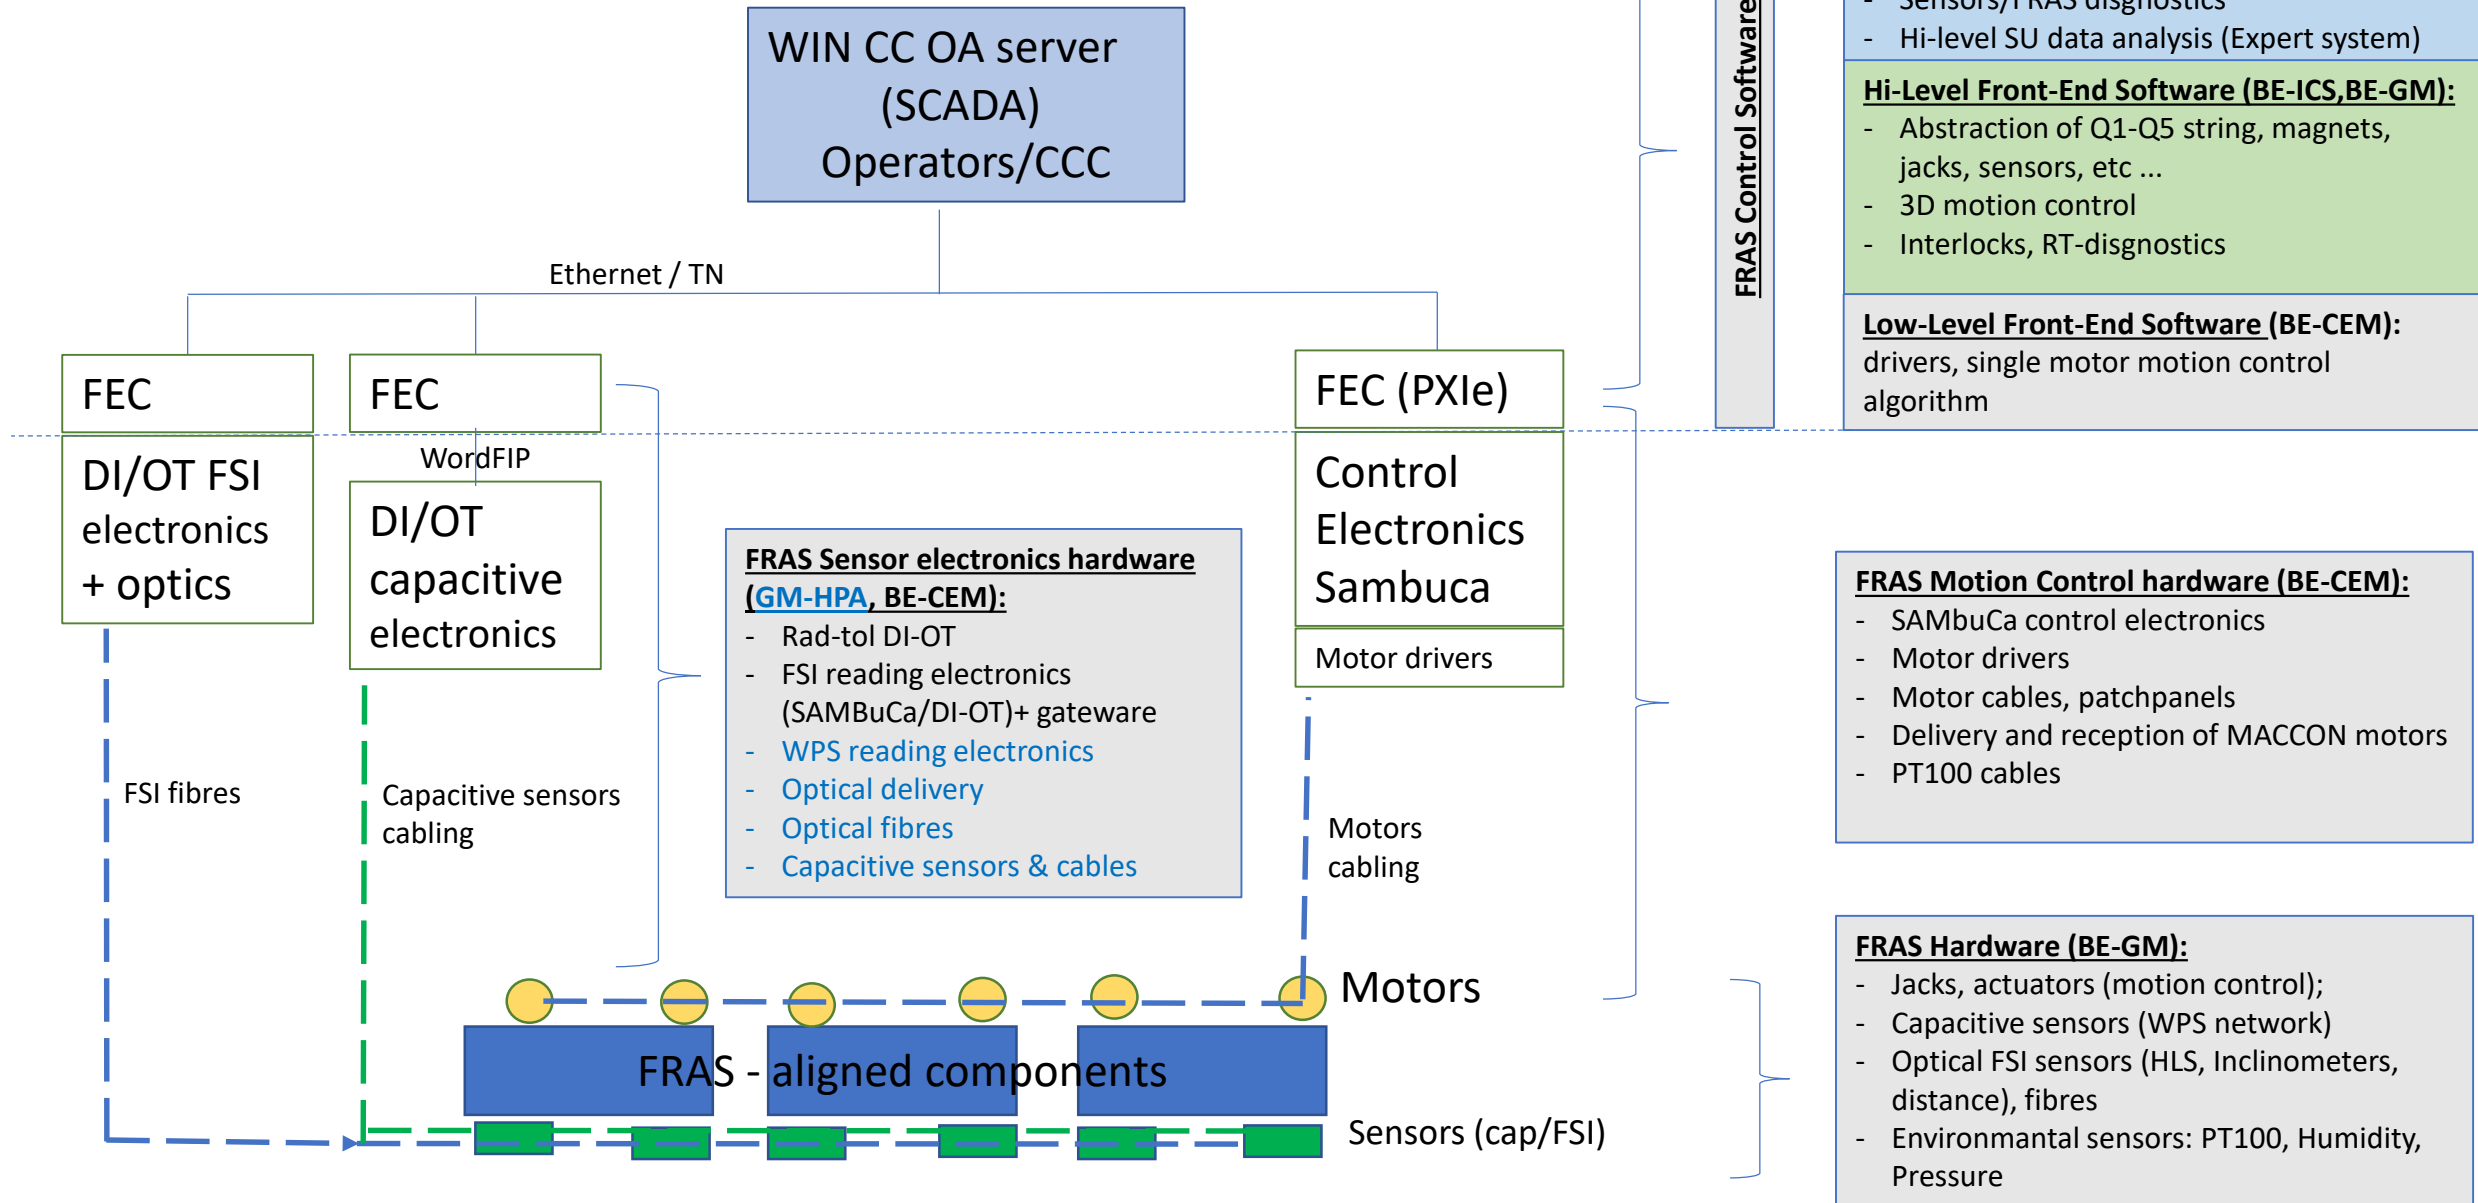 WIN CC OA server
(SCADA)
Operators/CCC
Ethernet / TN
FEC
FEC
FEC (PXIe)
DI/OT FSI
electronics
+ optics
WordFIP
DI/OT
capacitive
electronics
Control
Electronics
Sambuca
Motor drivers
FSI fibres
Capacitive sensors
cabling
FRAS Sensor electronics hardware
(GM-HPA, BE-CEM):
- Rad-tol DI-OT
- FSI reading electronics
(SAMBuCa/DI-OT)+ gateware
- WPS reading electronics
- Optical delivery
- Optical fibres
- Capacitive sensors & cables
Motors
cabling
Motors
FRAS - aligned components
Sensors (cap/FSI)
FRAS Control Software
- Sensors/FRAS disgnostics
- Hi-level SU data analysis (Expert system)
Hi-Level Front-End Software (BE-ICS,BE-GM):
- Abstraction of Q1-Q5 string, magnets,
jacks, sensors, etc ...
- 3D motion control
- Interlocks, RT-disgnostics
Low-Level Front-End Software (BE-CEM):
drivers, single motor motion control
algorithm
FRAS Motion Control hardware (BE-CEM):
- SAMbuCa control electronics
- Motor drivers
- Motor cables, patchpanels
- Delivery and reception of MACCON motors
- PT100 cables
FRAS Hardware (BE-GM):
- Jacks, actuators (motion control);
- Capacitive sensors (WPS network)
- Optical FSI sensors (HLS, Inclinometers,
distance), fibres
- Environmantal sensors: PT100, Humidity,
Pressure